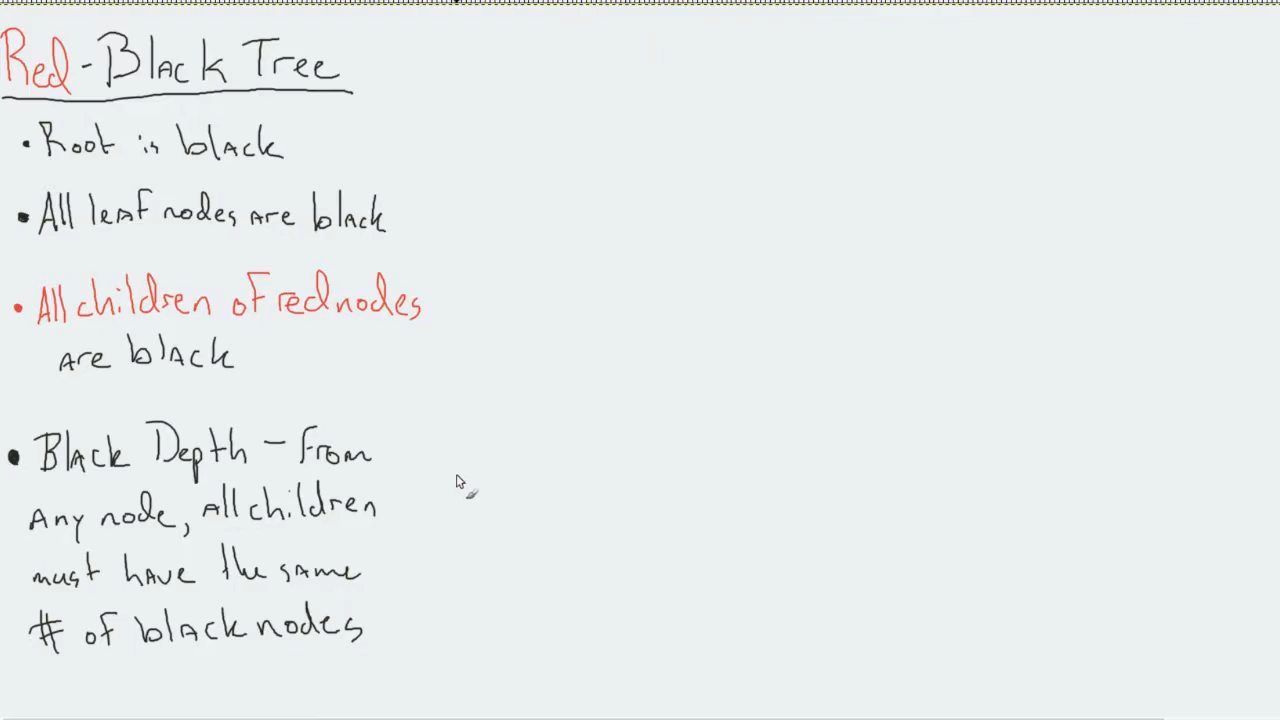 Red-Black Tree
• Root is black
• All leaf nodes are black
• All children of red nodes
are black
• Black Depth - From
Any node, All children
must have the same
# of black nodes